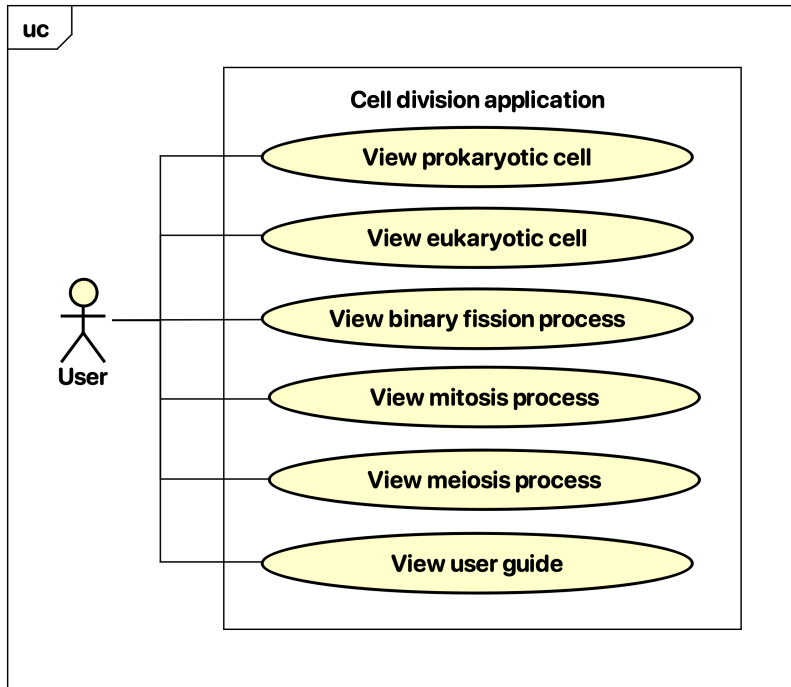 uc
Cell division application
View prokaryotic cell
View eukaryotic cell
View binary fission process
User
View mitosis process
View meiosis process
View user guide